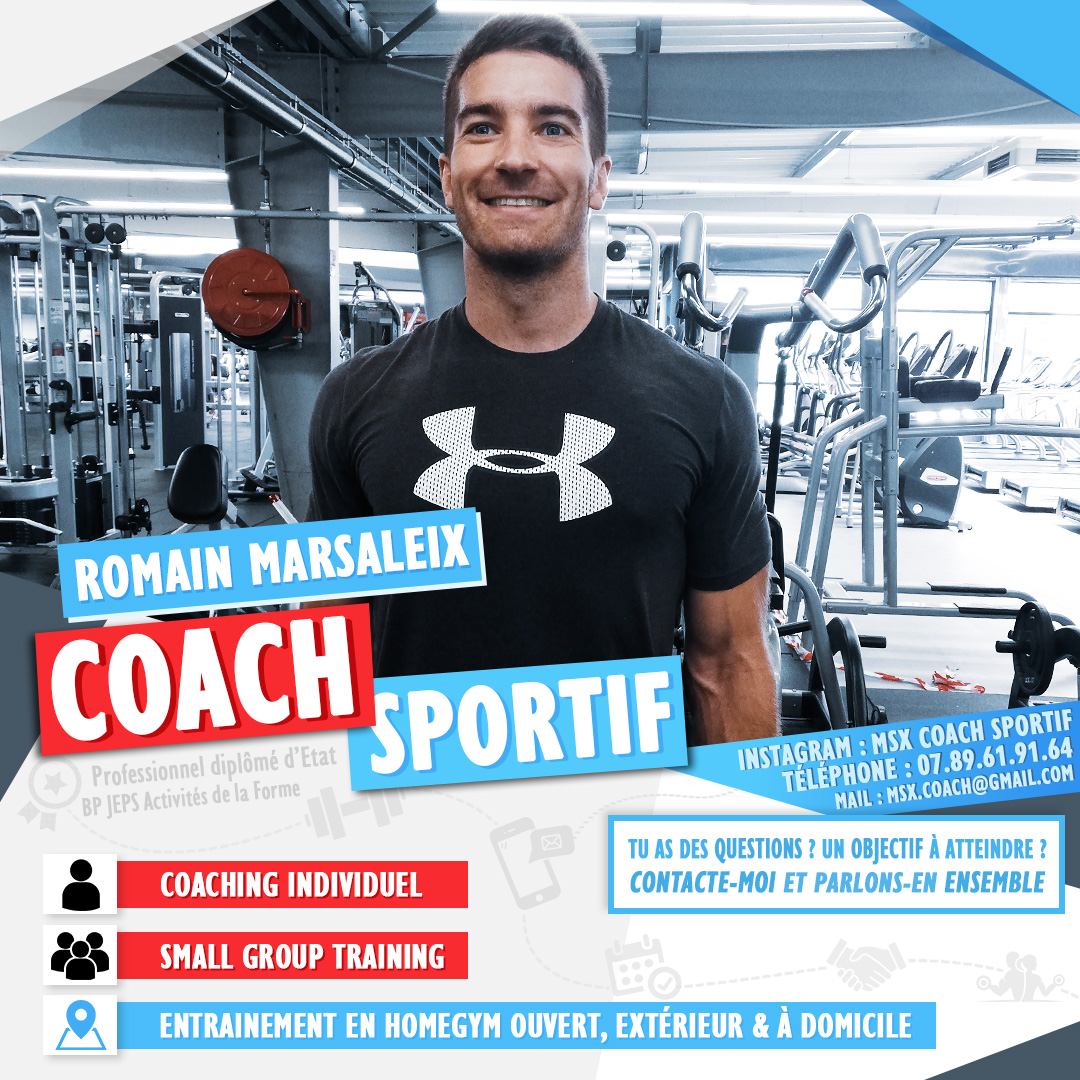 ROMAIN MARSALEIX
COACH
SPORTIF
Professionnel diplômé d'Etat
BP JEPS Activités de la Forme
INSTAGRAM : MSX COACH SPORTIF
TÉLÉPHONE : 07.89.61.91.64
MAIL : MSX.COACH@GMAIL.COM
TU AS DES QUESTIONS ? UN OBJECTIF À ATTEINDRE ?
CONTACTE-MOI ET PARLONS-EN ENSEMBLE
COACHING INDIVIDUEL
SMALL GROUP TRAINING
ENTRAINEMENT EN HOMEGYM OUVERT, EXTÉRIEUR & À DOMICILE